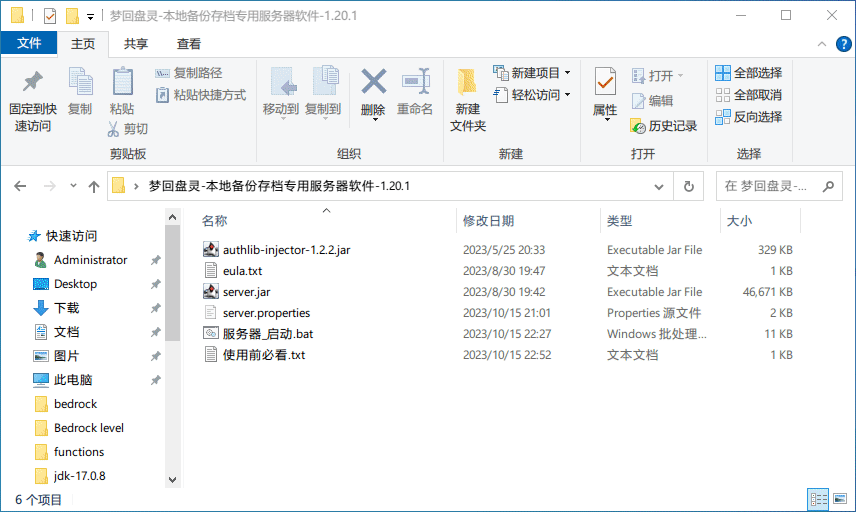 梦回盘灵-本地备份存档专用服务器软件-1.20.1
文件 主页 共享 查看
固定到快速访问
复制
粘贴
复制路径
粘贴快捷方式
剪切
剪贴板
移动到
复制到
删除
重命名
组织
新建文件夹
新建项目
轻松访问
新建
属性
打开
编辑
历史记录
打开
全部选择
全部取消
反向选择
选择
梦回盘灵-本地备份存档专用服务器软件-1.20.1
在 梦回盘灵-...
快速访问
Administrator
Desktop
下载
文档
图片
此电脑
bedrock
Bedrock level
functions
jdk-17.0.8
名称 修改日期 类型 大小
authlib-injector-1.2.2.jar 2023/5/25 20:33 Executable Jar File 329 KB
eula.txt 2023/8/30 19:47 文本文档 1 KB
server.jar 2023/8/30 19:42 Executable Jar File 46,671 KB
server.properties 2023/10/15 21:01 Properties 源文件 2 KB
服务器_启动.bat 2023/10/15 22:27 Windows 批处理... 11 KB
使用前必看.txt 2023/10/15 22:52 文本文档 1 KB
6 个项目